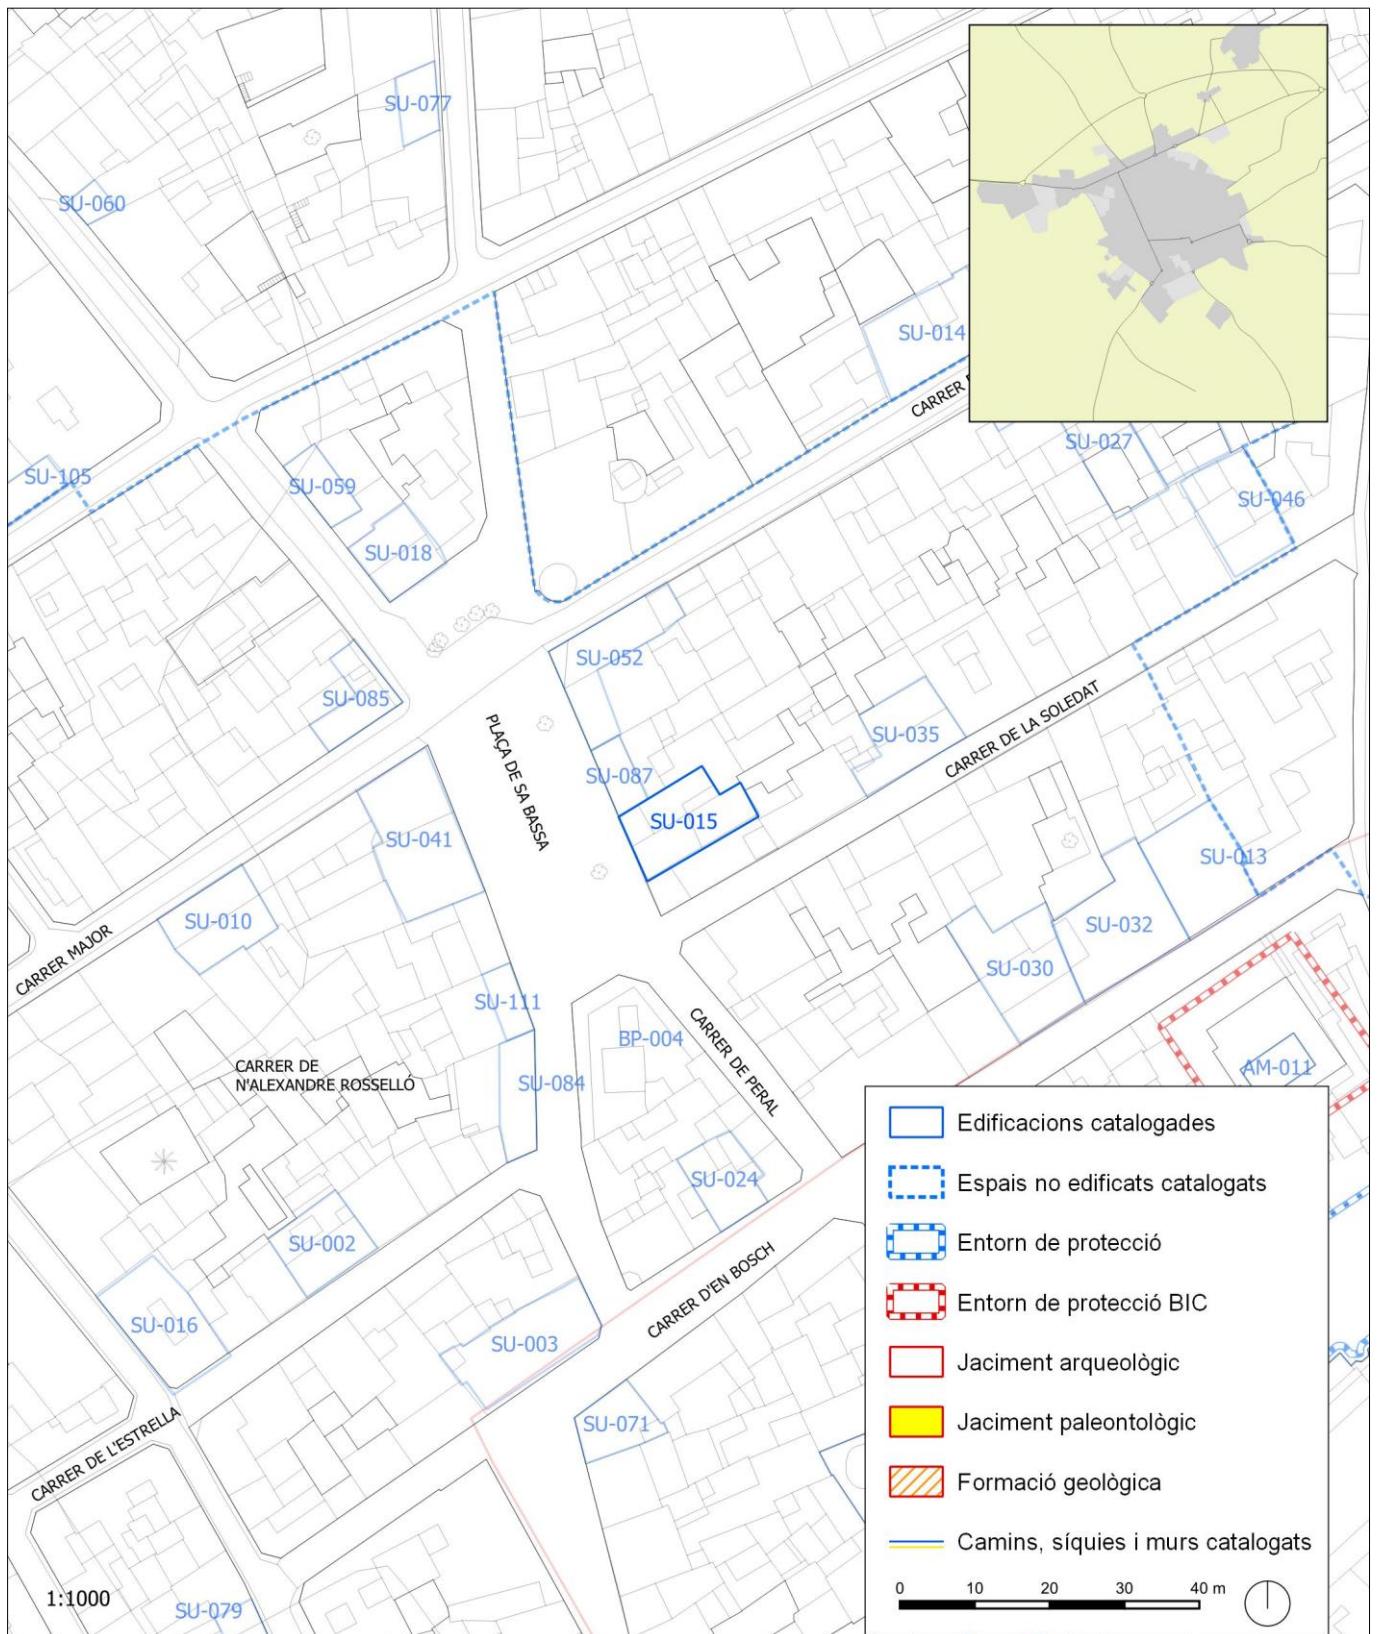 SU-077
SU-060
SU-014
CARRER
SU-027
SU-105
SU-059
SU-046
SU-018
SU-052
SU-085
PLAÇA DE SA BASSA
SU-035
CARRER DE LA SOLEDAT
SU-087
SU-015
SU-041
SU-013
SU-010
SU-032
CARRER MAJOR
SU-030
SU-111
BP-004
CARRER DE PERAL
CARRER DE
N'ALEXANDRE ROSSELLÓ
SU-084
AM-011
SU-024
SU-002
CARRER D'EN BOSCH
SU-016
SU-003
SU-071
CARRER DE L'ESTRELLA
SU-079
1:1000
Edificacions catalogades
Espais no edificats catalogats
Entorn de protecció
Entorn de protecció BIC
Jaciment arqueològic
Jaciment paleontològic
Formació geològica
Camins, síquies i murs catalogats
0 10 20 30 40 m